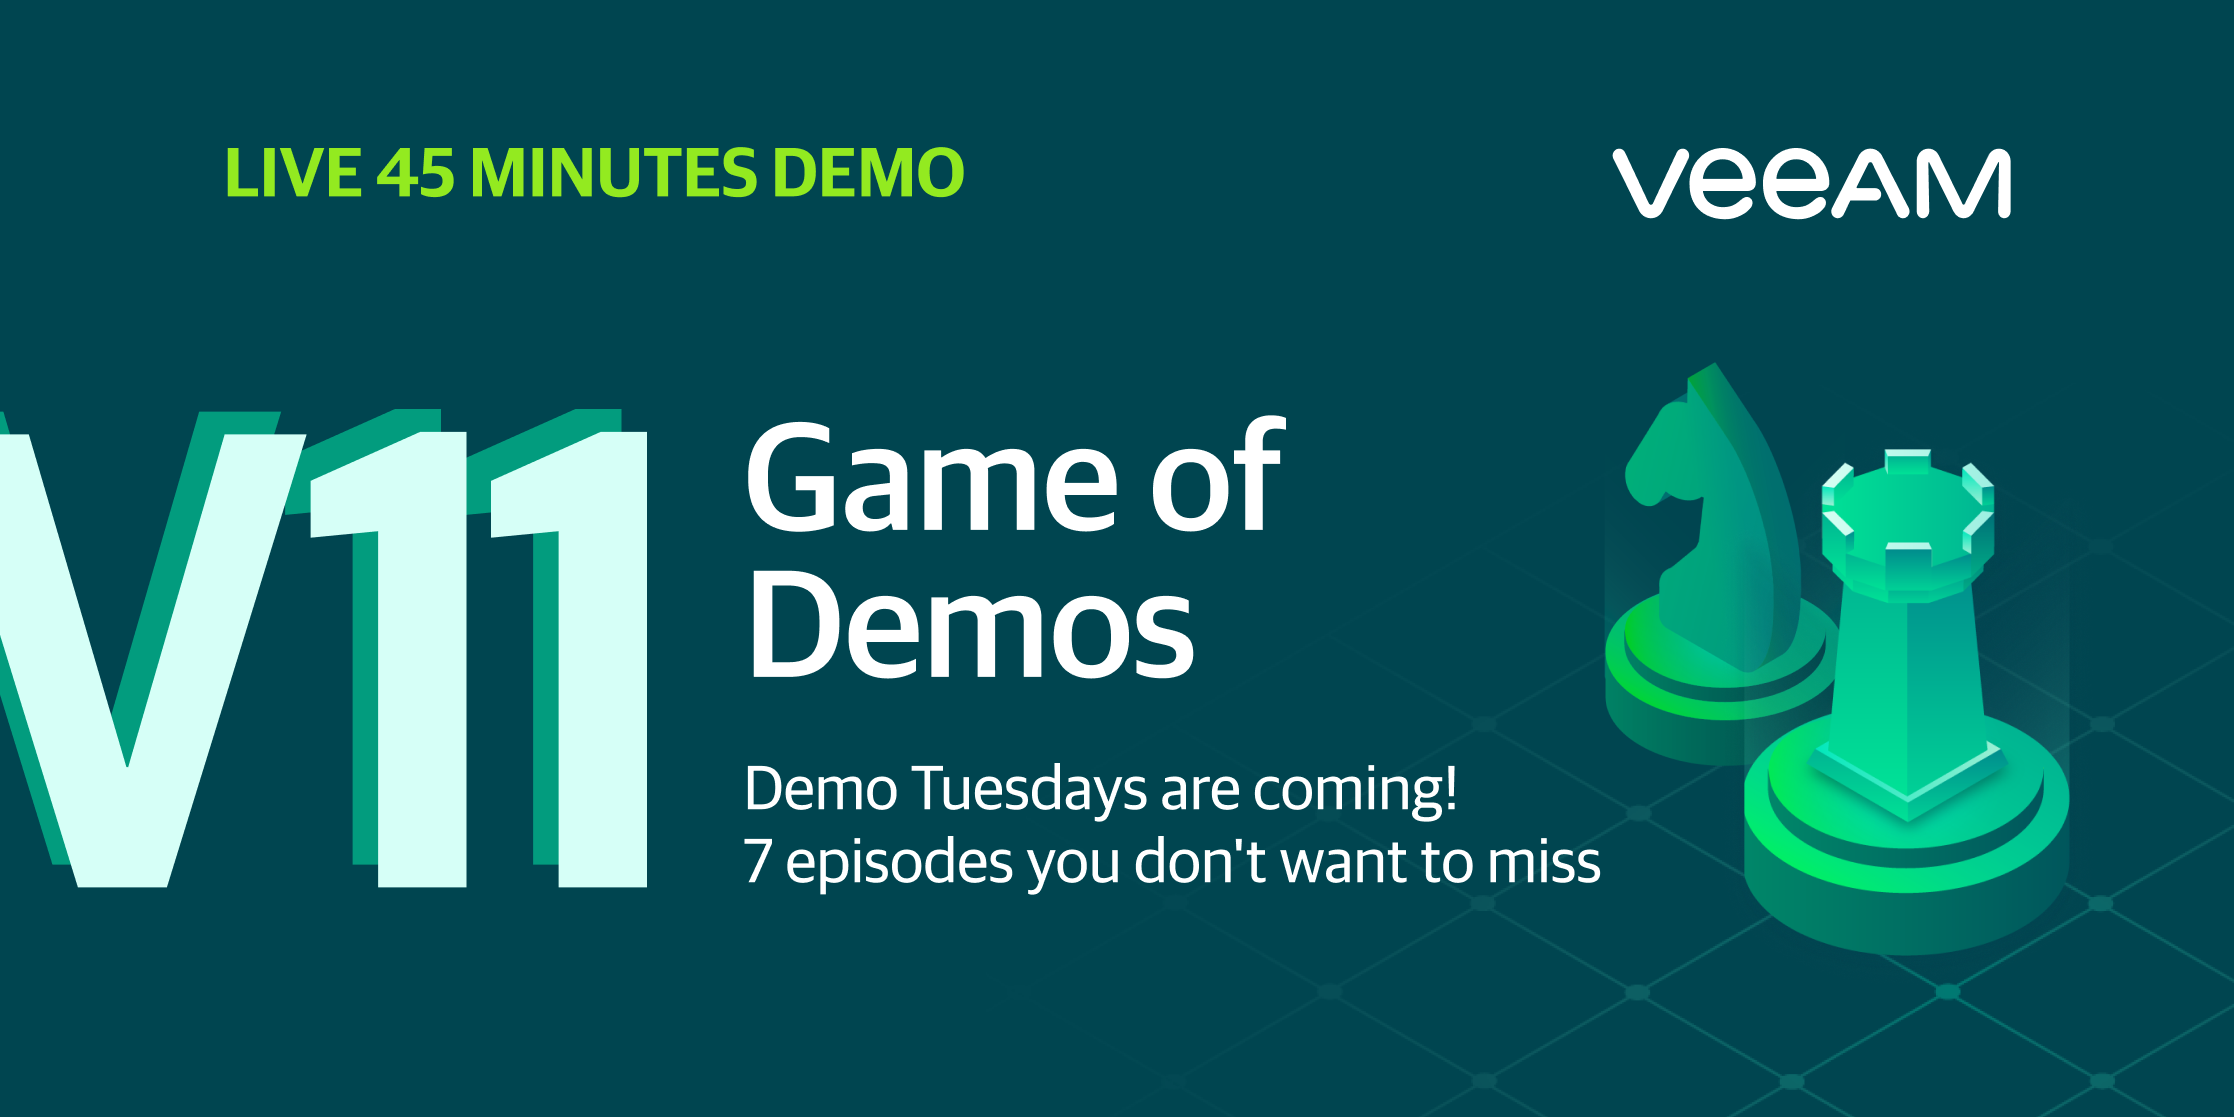 LIVE 45 MINUTES DEMO
veeAM
V11
Game of
Demos
Demo Tuesdays are coming!
7 episodes you don't want to miss